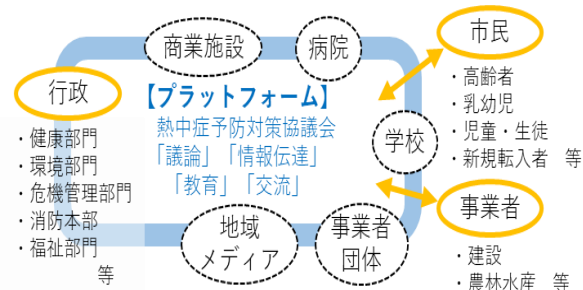 商業施設
病院
市民
・高齢者
・乳幼児
・児童・生徒
・新規転入者 等
行政
・健康部門
・環境部門
・危機管理部門
・消防本部
・福祉部門
等
【プラットフォーム】
熱中症予防対策協議会
「議論」「情報伝達」
「教育」「交流」
学校
事業者
・建設
・農林水産 等
地域
メディア
事業者
団体